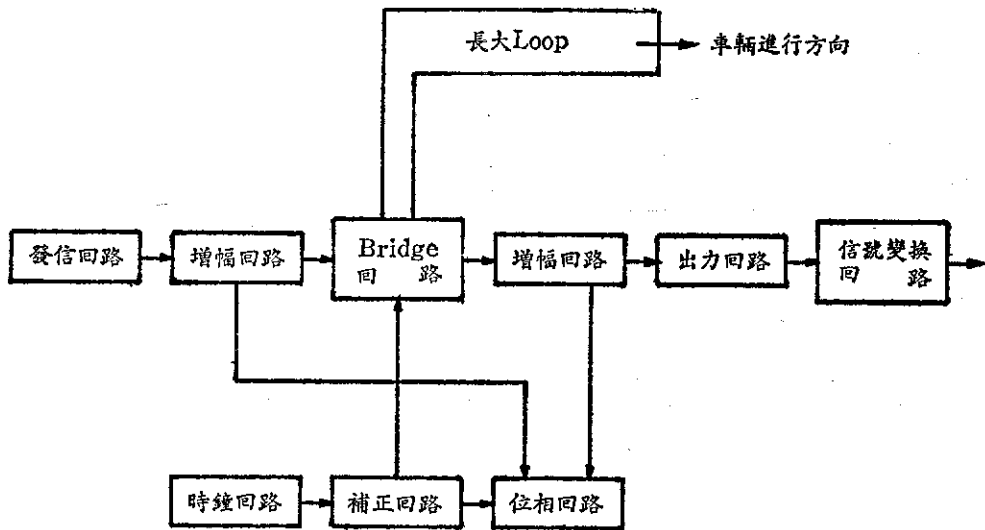 長大Loop
車輛進行方向
發信回路
增幅回路
Bridge
回路
增幅回路
出力回路
信號變換
回路
時鐘回路
補正回路
位相回路